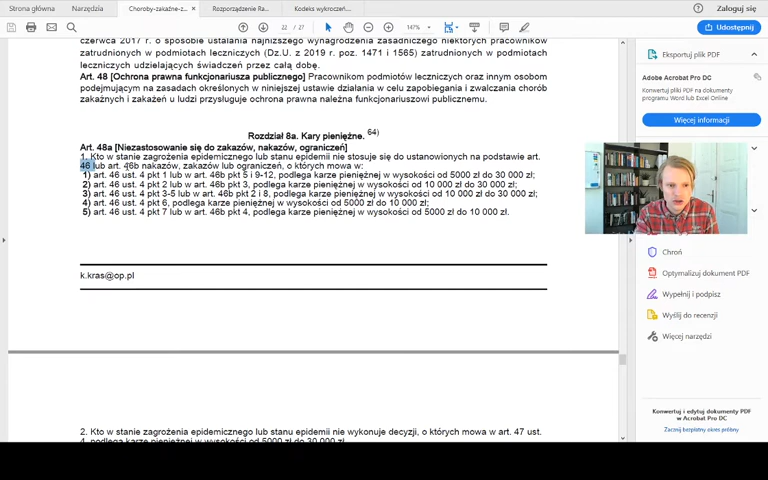 Strona główna Narzędzia Choroby-zakaźne-z... × Rozporządzenie Ra... Kodeks wykroczeń... Zaloguj się
22 / 27 147% Udostępnij
czerwca 2017 r. o sposobie ustalania najniższego wynagrodzenia zasadniczego niektórych pracowników
zatrudnionych w podmiotach leczniczych (Dz.U. z 2019 r. poz. 1471 i 1565) zatrudnionych w podmiotach
leczniczych udzielających świadczeń przez całą dobę.
Art. 48 [Ochrona prawna funkcjonariusza publicznego] Pracownikom podmiotów leczniczych oraz innym osobom
podejmującym na zasadach określonych w niniejszej ustawie działania w celu zapobiegania i zwalczania chorób
zakaźnych i zakażeń u ludzi przysługuje ochrona prawna należna funkcjonariuszowi publicznemu.
Rozdział 8a. Kary pieniężne. 64)
Art. 48a [Niezastosowanie się do zakazów, nakazów, ograniczeń]
1. Kto w stanie zagrożenia epidemicznego lub stanu epidemii nie stosuje się do ustanowionych na podstawie art.
46 lub art. 46b nakazów, zakazów lub ograniczeń, o których mowa w:
1) art. 46 ust. 4 pkt 1 lub w art. 46b pkt 5 i 9-12, podlega karze pieniężnej w wysokości od 5000 zł do 30 000 zł;
2) art. 46 ust. 4 pkt 2 lub w art. 46b pkt 3, podlega karze pieniężnej w wysokości od 10 000 zł do 30 000 zł;
3) art. 46 ust. 4 pkt 3-5 lub w art. 46b pkt 2 i 8, podlega karze pieniężnej w wysokości od 5000 zł do 30 000 zł;
4) art. 46 ust. 4 pkt 6, podlega karze pieniężnej w wysokości od 5000 zł do 10 000 zł;
5) art. 46 ust. 4 pkt 7 lub w art. 46b pkt 4, podlega karze pieniężnej w wysokości od 5000 zł do 10 000 zł.
k.kras@op.pl
2. Kto w stanie zagrożenia epidemicznego lub stanu epidemii nie wykonuje decyzji, o których mowa w art. 47 ust.
4, podlega karze pieniężnej w wysokości od 5000 zł do 30 000 zł.
Eksportuj plik PDF
Adobe Acrobat Pro DC
Konwertuj pliki PDF na dokumenty
programu Word lub Excel Online
Więcej informacji
Chroń
Optymalizuj dokument PDF
Wypełnij i podpisz
Wyślij do recenzji
Więcej narzędzi
Konwertuj i edytuj dokumenty PDF
w Acrobat Pro DC
Zacznij bezpłatny okres próbny